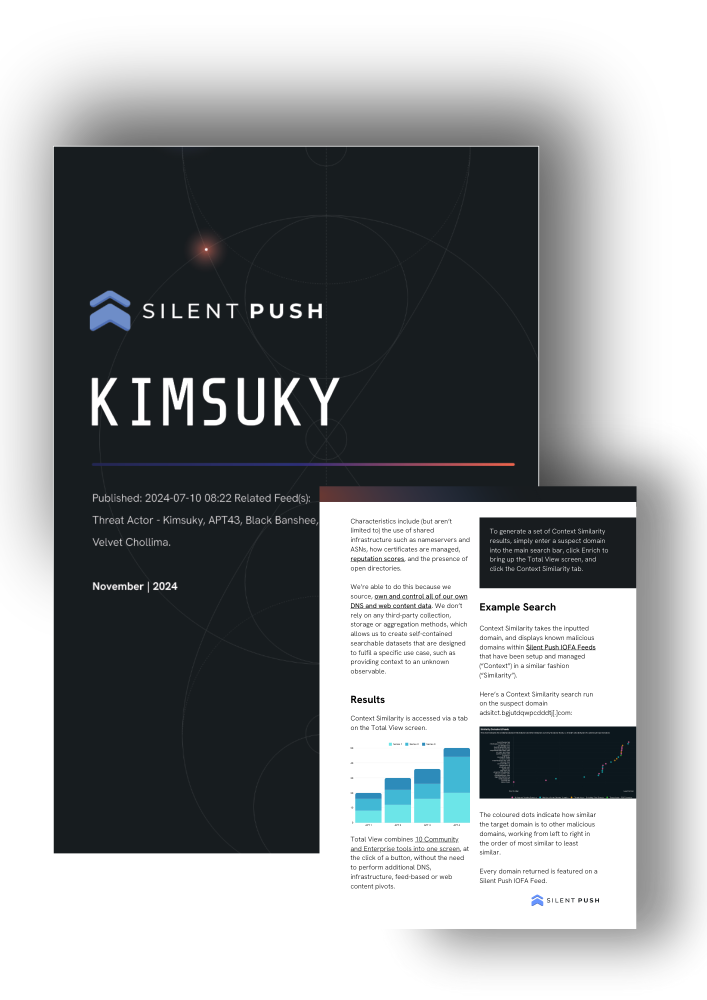 SILENT PUSH
KIMSUKY
Published: 2024-07-10 08:22 Related Feed(s):
Threat Actor - Kimsuky, APT43, Black Banshee,
Velvet Chollima.
November | 2024
Characteristics include (but aren't
limited to) the use of shared
infrastructure such as nameservers and
ASNs, how certificates are managed,
reputation scores, and the presence of
open directories.
We're able to do this because we
source, own and control all of our own
DNS and web content data. We don't
rely on any third-party collection,
storage or aggregation methods, which
allows us to create self-contained
searchable datasets that are designed
to fulfil a specific use case, such as
providing context to an unknown
observable.
Results
Context Similarity is accessed via a tab
on the Total View screen.
Series 1 Series 2 Series 3
50
40
30
20
10
0
APT 1 APT 2 APT 3 APT 4
Total View combines 10 Community
and Enterprise tools into one screen, at
the click of a button, without the need
to perform additional DNS,
infrastructure, feed-based or web
content pivots.
To generate a set of Context Similarity
results, simply enter a suspect domain
into the main search bar, click Enrich to
bring up the Total View screen, and
click the Context Similarity tab.
Example Search
Context Similarity takes the inputted
domain, and displays known malicious
domains within Silent Push IOFA Feeds
that have been setup and managed
(“Context”) in a similar fashion
(“Similarity”).
Here's a Context Similarity search run
on the suspect domain
adsitct.bgjutdqwpcdddtj[.]com:
Similarity Domains & Feeds
Most Similar
Least Similar
The coloured dots indicate how similar
the target domain is to other malicious
domains, working from left to right in
the order of most similar to least
similar.
Every domain returned is featured on a
Silent Push IOFA Feed.
SILENT PUSH